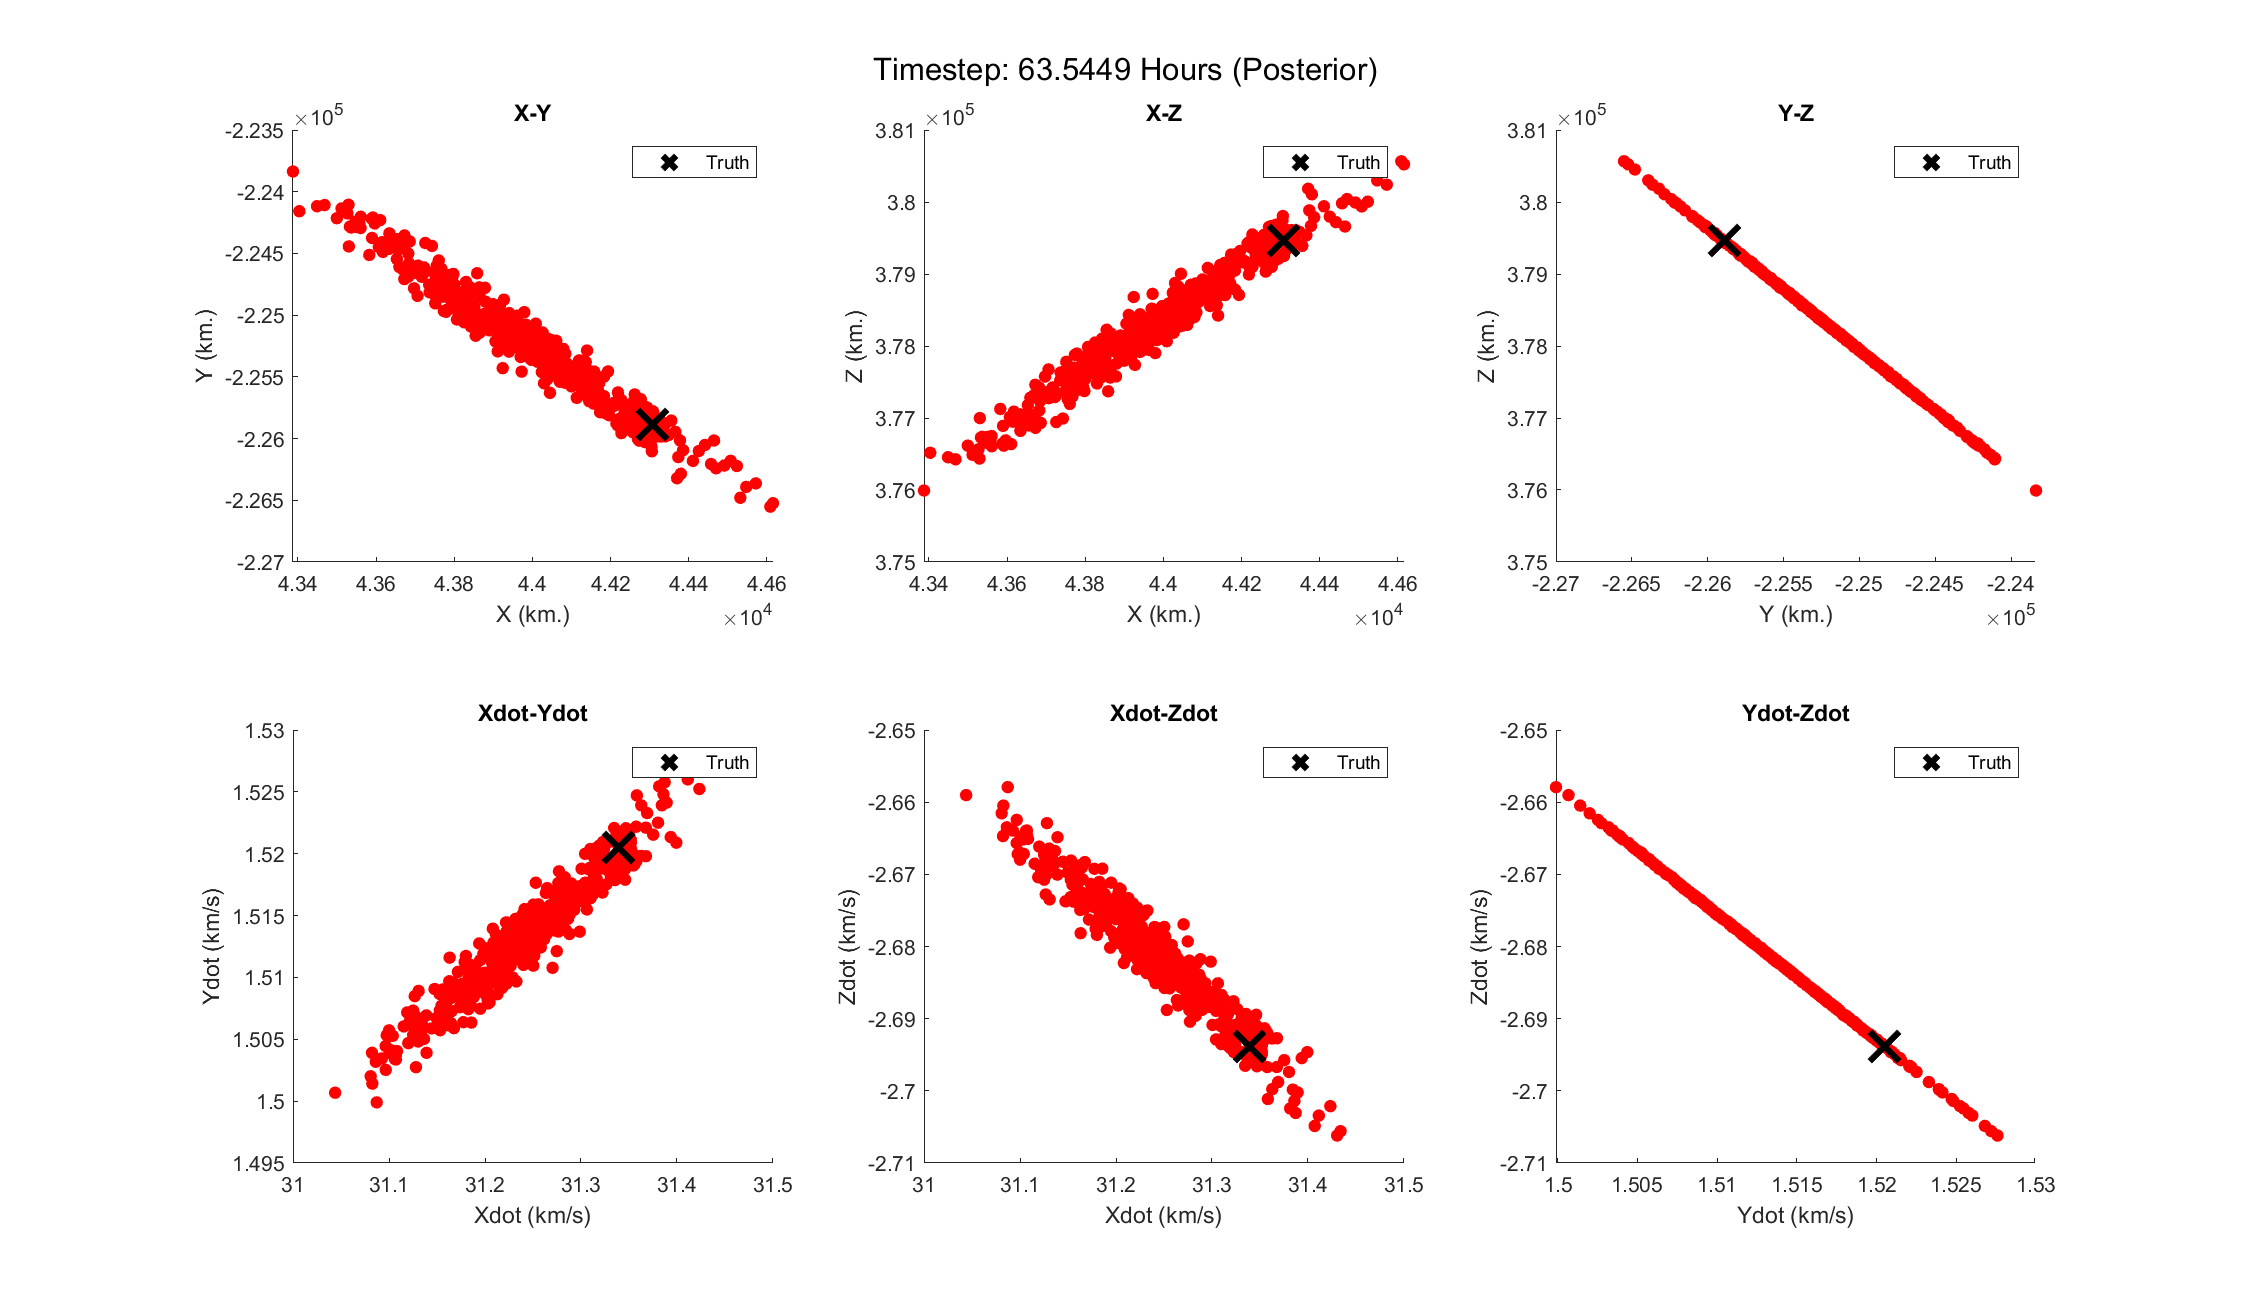 Timestep: 63.5449 Hours (Posterior)
X-Y
×10^5
-2.235
-2.24
-2.245
-2.25
-2.255
-2.26
-2.265
-2.27
Y (km.)
Truth
4.34 4.36 4.38 4.4 4.42 4.44 4.46
X (km.)
×10^4
X-Z
×10^5
3.81
3.8
3.79
3.78
3.77
3.76
3.75
Z (km.)
Truth
4.34 4.36 4.38 4.4 4.42 4.44 4.46
X (km.)
×10^4
Y-Z
×10^5
3.81
3.8
3.79
3.78
3.77
3.76
3.75
Z (km.)
Truth
-2.27 -2.265 -2.26 -2.255 -2.25 -2.245 -2.24
Y (km.)
×10^5
Xdot-Ydot
1.53
1.525
1.52
1.515
1.51
1.505
1.5
1.495
Ydot (km/s)
Truth
31 31.1 31.2 31.3 31.4 31.5
Xdot (km/s)
Xdot-Zdot
-2.65
-2.66
-2.67
-2.68
-2.69
-2.7
-2.71
Zdot (km/s)
Truth
31 31.1 31.2 31.3 31.4 31.5
Xdot (km/s)
Ydot-Zdot
-2.65
-2.66
-2.67
-2.68
-2.69
-2.7
-2.71
Zdot (km/s)
Truth
1.5 1.505 1.51 1.515 1.52 1.525 1.53
Ydot (km/s)